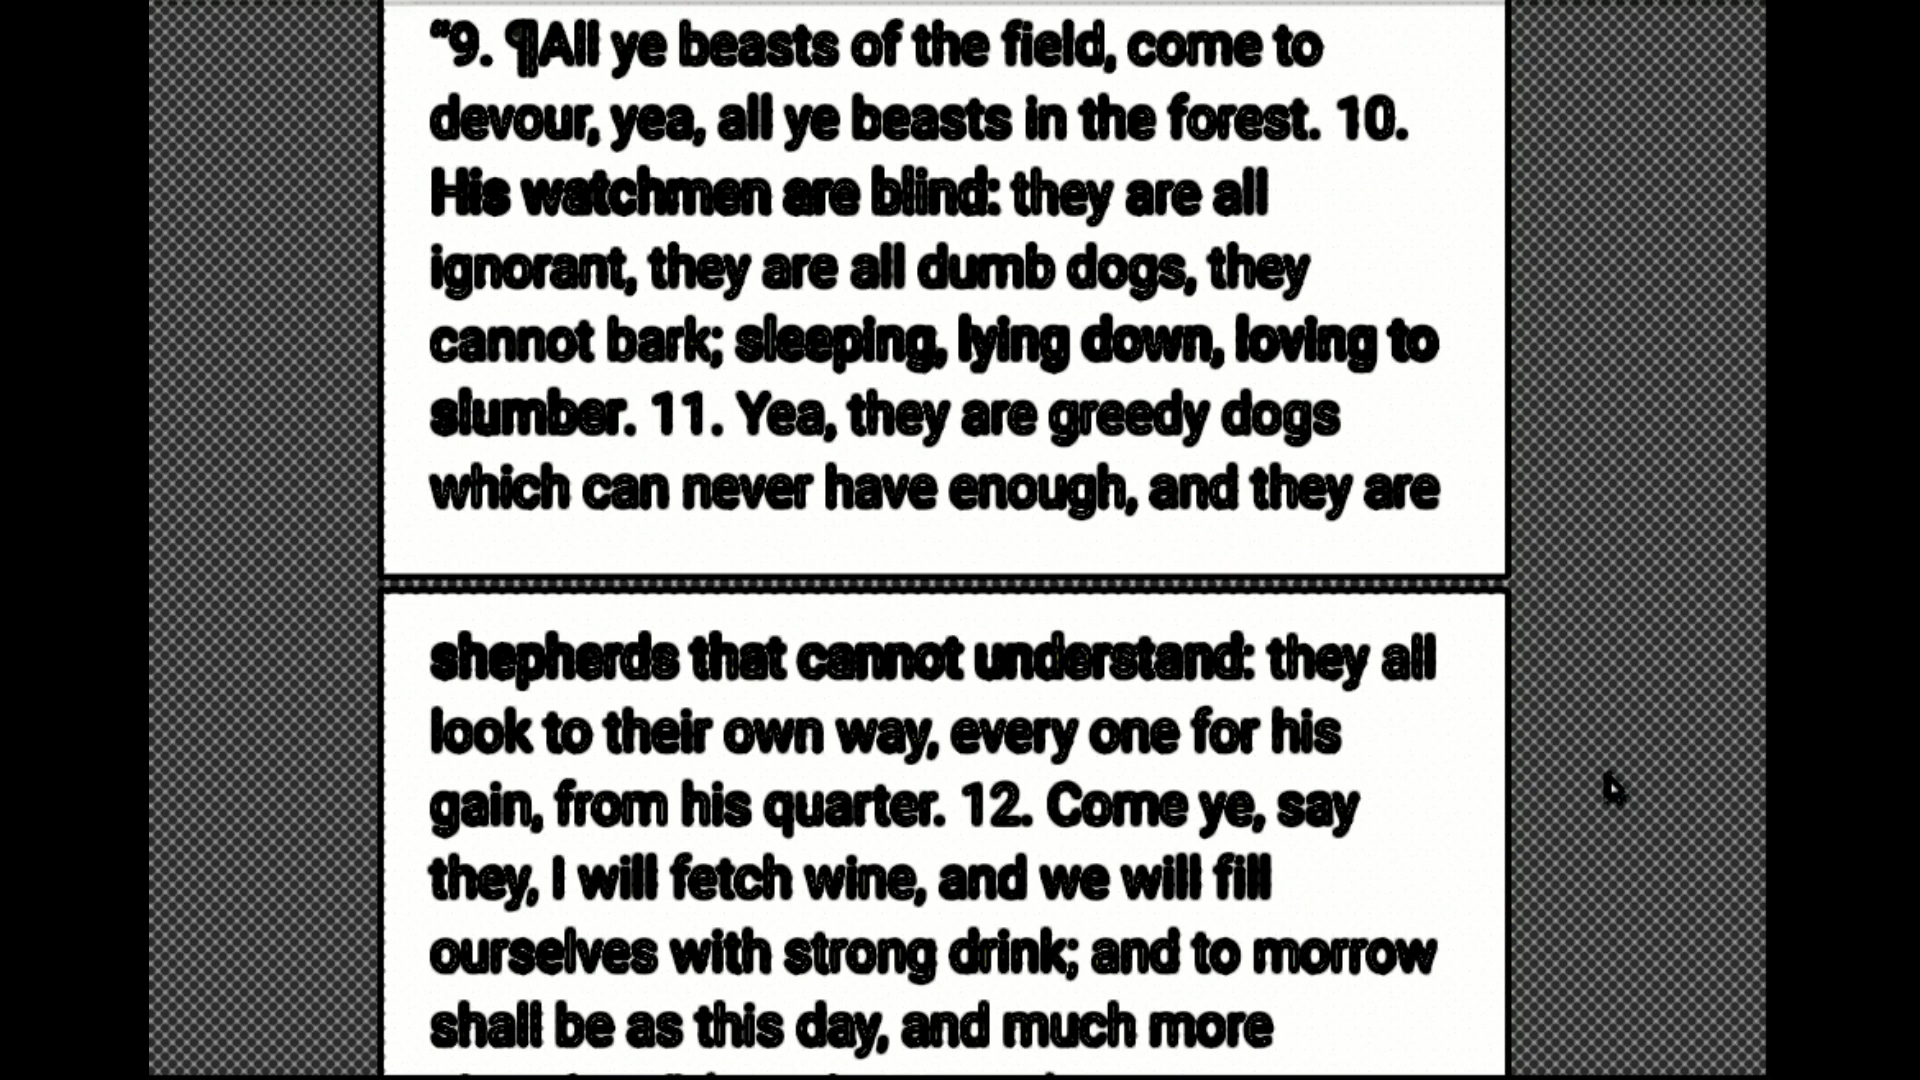 "9. ¶All ye beasts of the field, come to
devour, yea, all ye beasts in the forest. 10.
His watchmen are blind: they are all
ignorant, they are all dumb dogs, they
cannot bark; sleeping, lying down, loving to
slumber. 11. Yea, they are greedy dogs
which can never have enough, and they are
shepherds that cannot understand: they all
look to their own way, every one for his
gain, from his quarter. 12. Come ye, say
they, I will fetch wine, and we will fill
ourselves with strong drink; and to morrow
shall be as this day, and much more